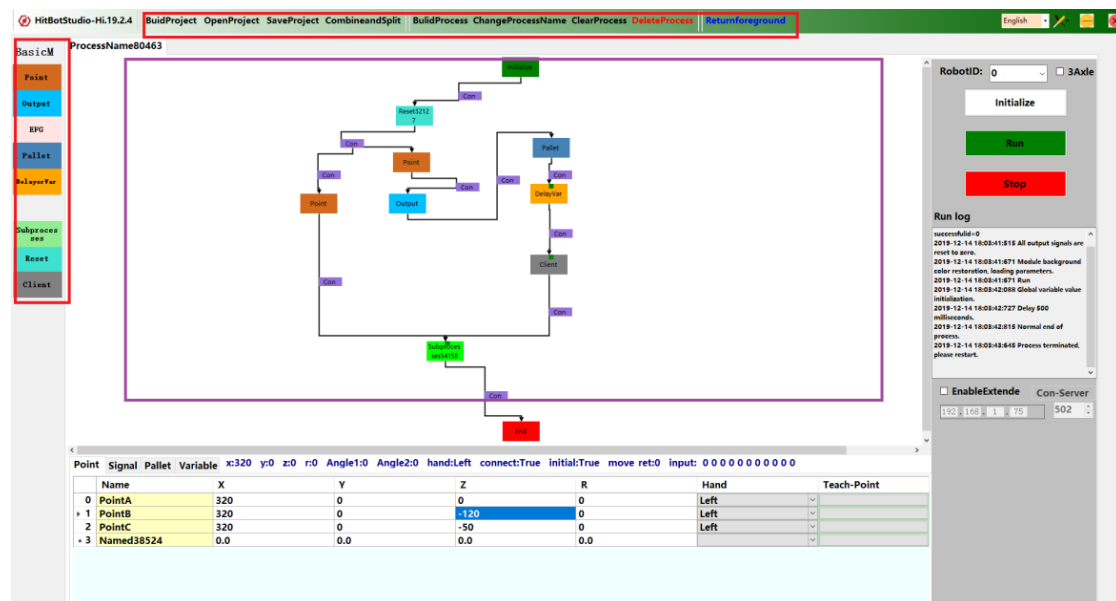 HitBotStudio-Hi.19.2.4 BuidProject OpenProject SaveProject CombineandSplit BulidProcess ChangeProcessName ClearProcess DeleteProcess Returnforeground English
BasicM
Point
Output
EFG
Pallet
DelayerVar
Subproces
ses
Reset
Client
ProcessName80463
Initialize
Con
Reset3212
7
Con
Con
Point
Con
Point
Output
Con
Pallet
Con
DelayVar
Con
Client
Con
Con
Subproces
ses54158
Con
End
RobotID: 0 3Axle
Initialize
Run
Stop
Run log
successfulid=0
2019-12-14 18:03:41:515 All output signals are
reset to zero.
2019-12-14 18:03:41:671 Module background
color restoration, loading parameters.
2019-12-14 18:03:41:671 Run
2019-12-14 18:03:42:088 Global variable value
initialization.
2019-12-14 18:03:42:727 Delay 500
milliseconds.
2019-12-14 18:03:42:815 Normal end of
process.
2019-12-14 18:03:43:645 Process terminated,
please restart.
EnableExtende Con-Server
192 . 168 . 1 . 75 502
Point Signal Pallet Variable x:320 y:0 z:0 r:0 Angle1:0 Angle2:0 hand:Left connect:True initial:True move ret:0 input: 0 0 0 0 0 0 0 0 0 0 0
Name X Y Z R Hand Teach-Point
0 PointA 320 0 0 0 Left
1 PointB 320 0 -120 0 Left
2 PointC 320 0 -50 0 Left
3 Named38524 0.0 0.0 0.0 0.0